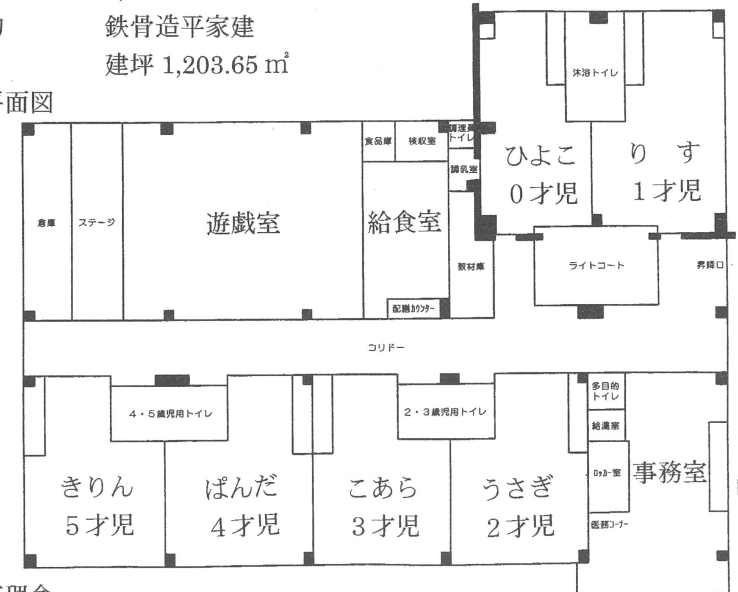 鉄骨造平家建
建坪 1,203.65 ㎡
平面図
沐浴トイレ
ひよこ
0才児
りす
1才児
倉庫
ステージ
遊戯室
食品庫
検収室
トイレ
調乳室
給食室
教材庫
配膳カウンター
ライトコート
昇降口
コリドー
4・5歳児用トイレ
2・3歳児用トイレ
多目的
トイレ
給湯室
ロッカー室
事務室
医務コーナー
きりん
5才児
ぱんだ
4才児
こあら
3才児
うさぎ
2才児